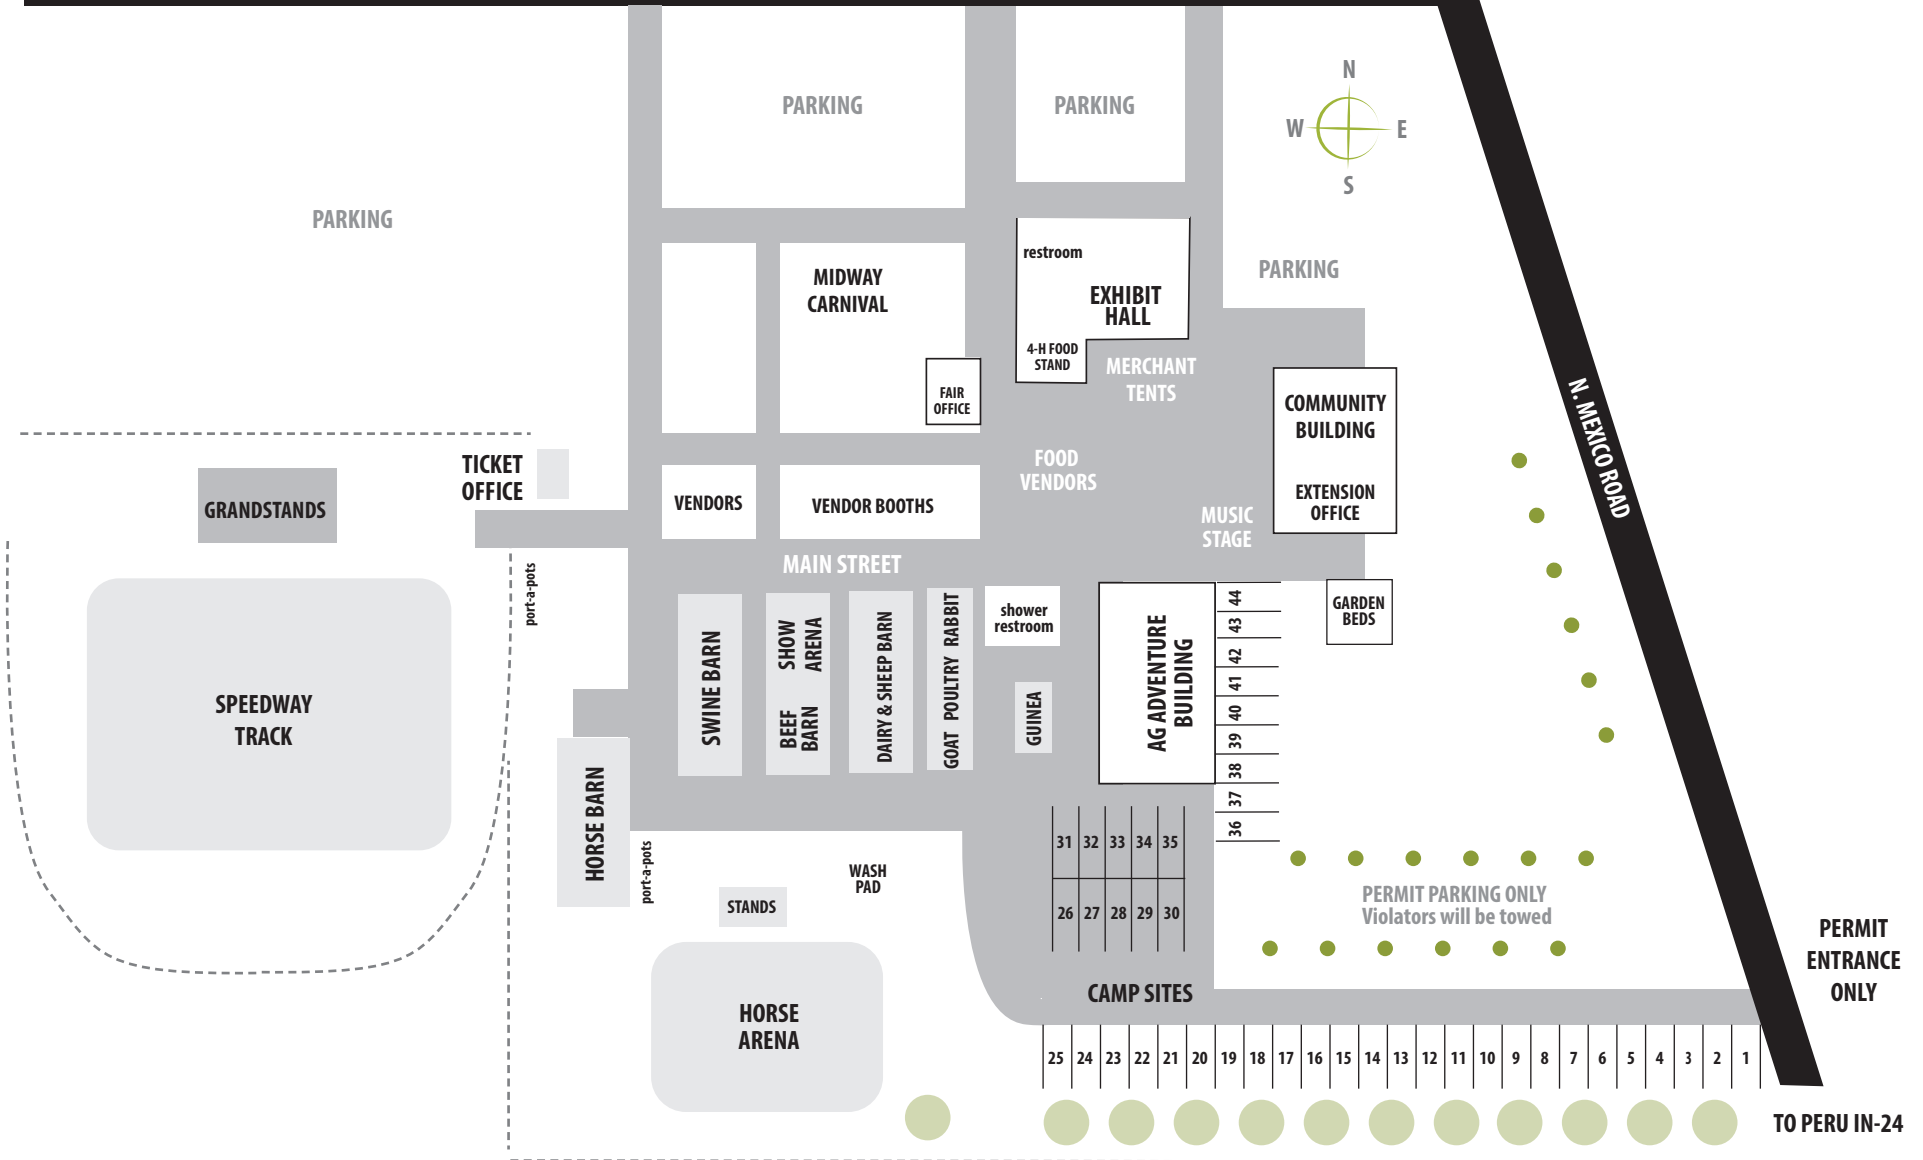 N
W
E
S
PARKING
PARKING
PARKING
PARKING
restroom
EXHIBIT
HALL
4-H FOOD
STAND
MIDWAY
CARNIVAL
FAIR
OFFICE
MERCHANT
TENTS
COMMUNITY
BUILDING
EXTENSION
OFFICE
N. MEXICO ROAD
TICKET
OFFICE
GRANDSTANDS
VENDORS
VENDOR BOOTHS
FOOD
VENDORS
MUSIC
STAGE
MAIN STREET
port-a-pots
SPEEDWAY
TRACK
SWINE BARN
SHOW
ARENA
BEEF
BARN
DAIRY & SHEEP BARN
GOAT POULTRY RABBIT
shower
restroom
GUINEA
AG ADVENTURE
BUILDING
44
43
42
41
40
39
38
37
36
GARDEN
BEDS
HORSE BARN
port-a-pots
WASH
PAD
STANDS
HORSE
ARENA
31 32 33 34 35
26 27 28 29 30
CAMP SITES
PERMIT PARKING ONLY
Violators will be towed
PERMIT
ENTRANCE
ONLY
25 24 23 22 21 20 19 18 17 16 15 14 13 12 11 10 9 8 7 6 5 4 3 2 1
TO PERU IN-24